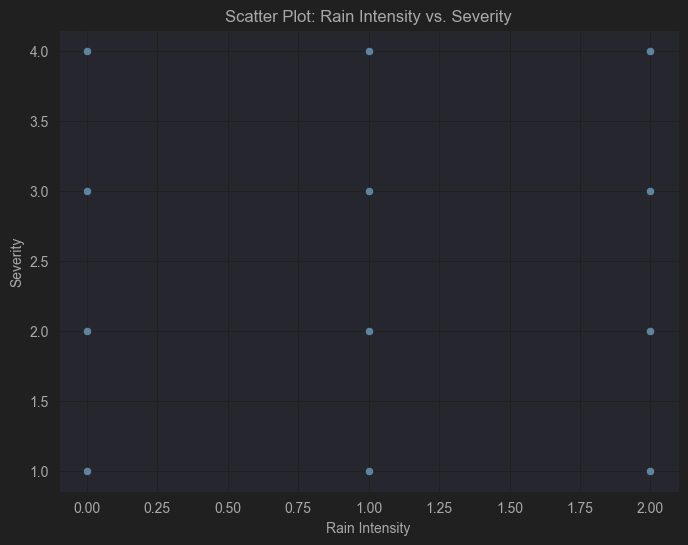 Scatter Plot: Rain Intensity vs. Severity
4.0
3.5
3.0
2.5
2.0
1.5
1.0
Severity
0.00 0.25 0.50 0.75 1.00 1.25 1.50 1.75 2.00
Rain Intensity